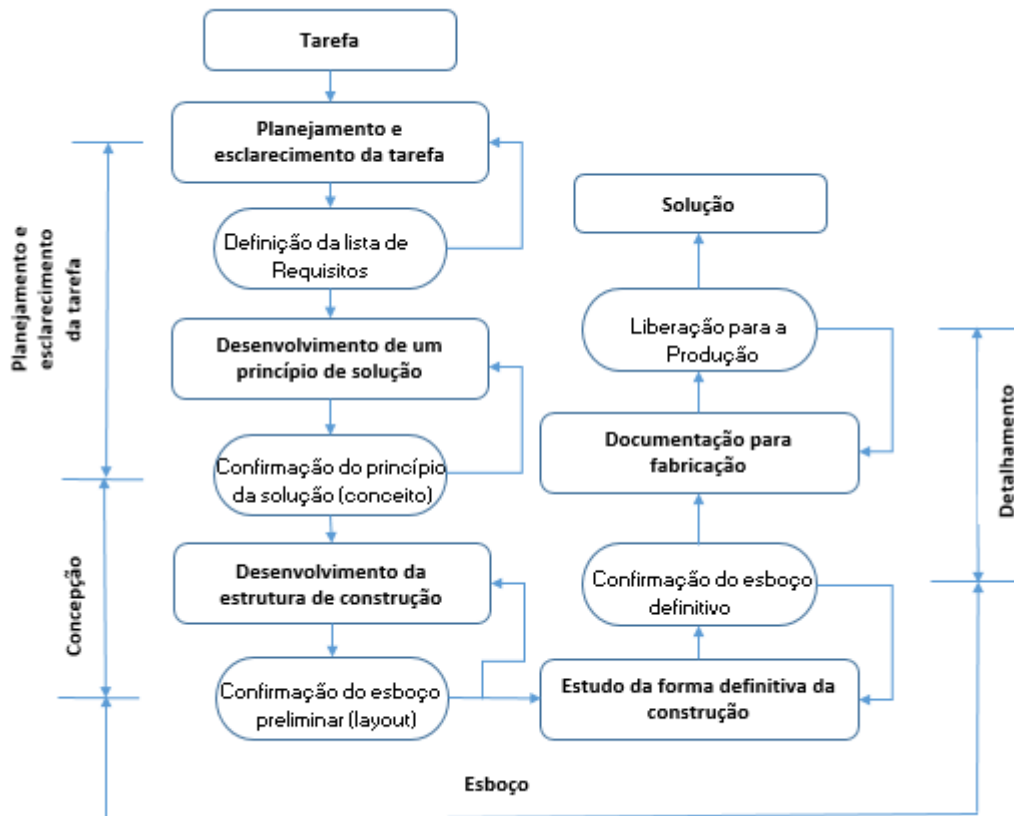 Tarefa
Planejamento e
esclarecimento da tarefa
Definição da lista de
Requisitos
Desenvolvimento de um
princípio de solução
Confirmação do princípio
da solução (conceito)
Desenvolvimento da
estrutura de construção
Confirmação do esboço
preliminar (layout)
Planejamento e
esclarecimento
da tarefa
Concepção
Solução
Liberação para a
Produção
Documentação para
fabricação
Confirmação do esboço
definitivo
Estudo da forma definitiva da
construção
Detalhamento
Esboço